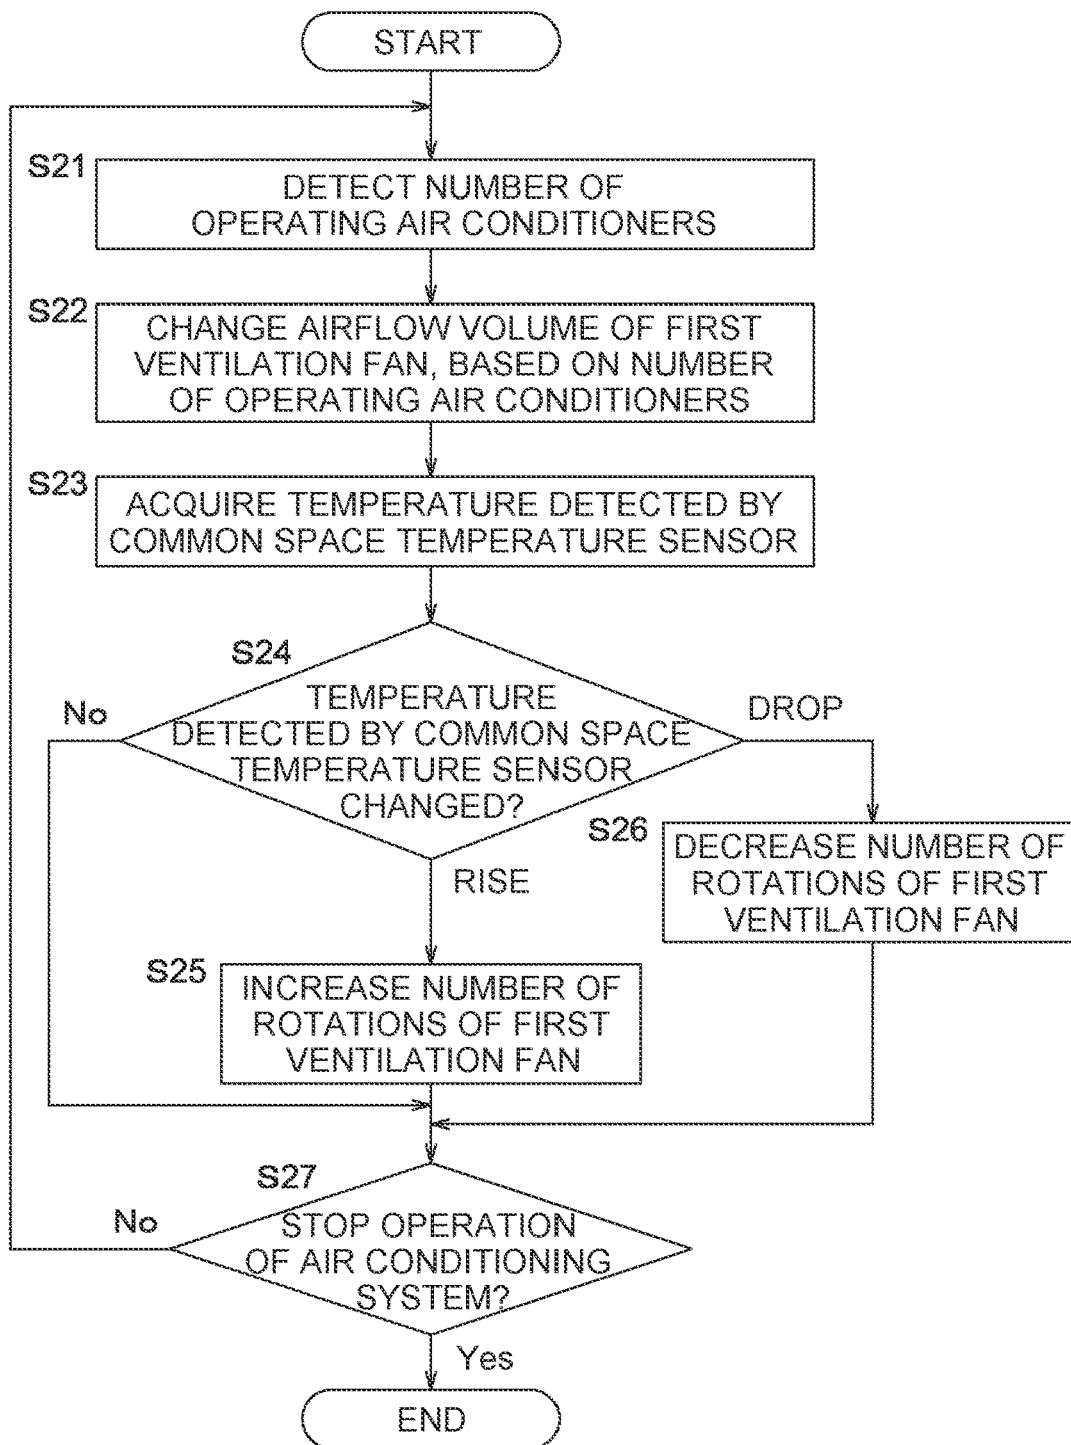 START
S21
DETECT NUMBER OF
OPERATING AIR CONDITIONERS
S22
CHANGE AIRFLOW VOLUME OF FIRST
VENTILATION FAN, BASED ON NUMBER
OF OPERATING AIR CONDITIONERS
S23
ACQUIRE TEMPERATURE DETECTED BY
COMMON SPACE TEMPERATURE SENSOR
S24
TEMPERATURE
DETECTED BY COMMON SPACE
TEMPERATURE SENSOR
CHANGED?
No
DROP
RISE
S26
DECREASE NUMBER OF
ROTATIONS OF FIRST
VENTILATION FAN
S25
INCREASE NUMBER OF
ROTATIONS OF FIRST
VENTILATION FAN
S27
STOP OPERATION
OF AIR CONDITIONING
SYSTEM?
No
Yes
END